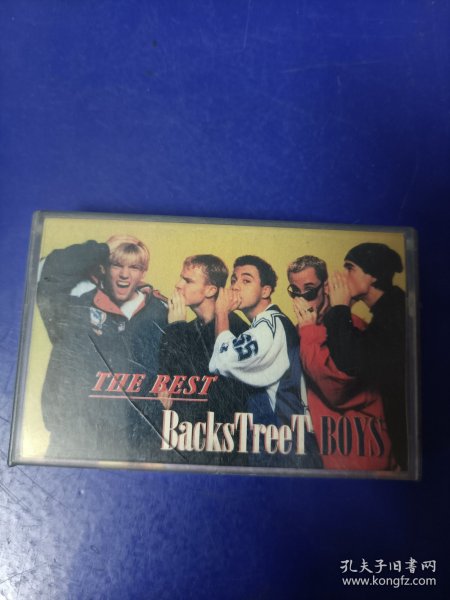 THE BEST
BacksTreeT BOYS
孔夫子旧书网
www.kongfz.com